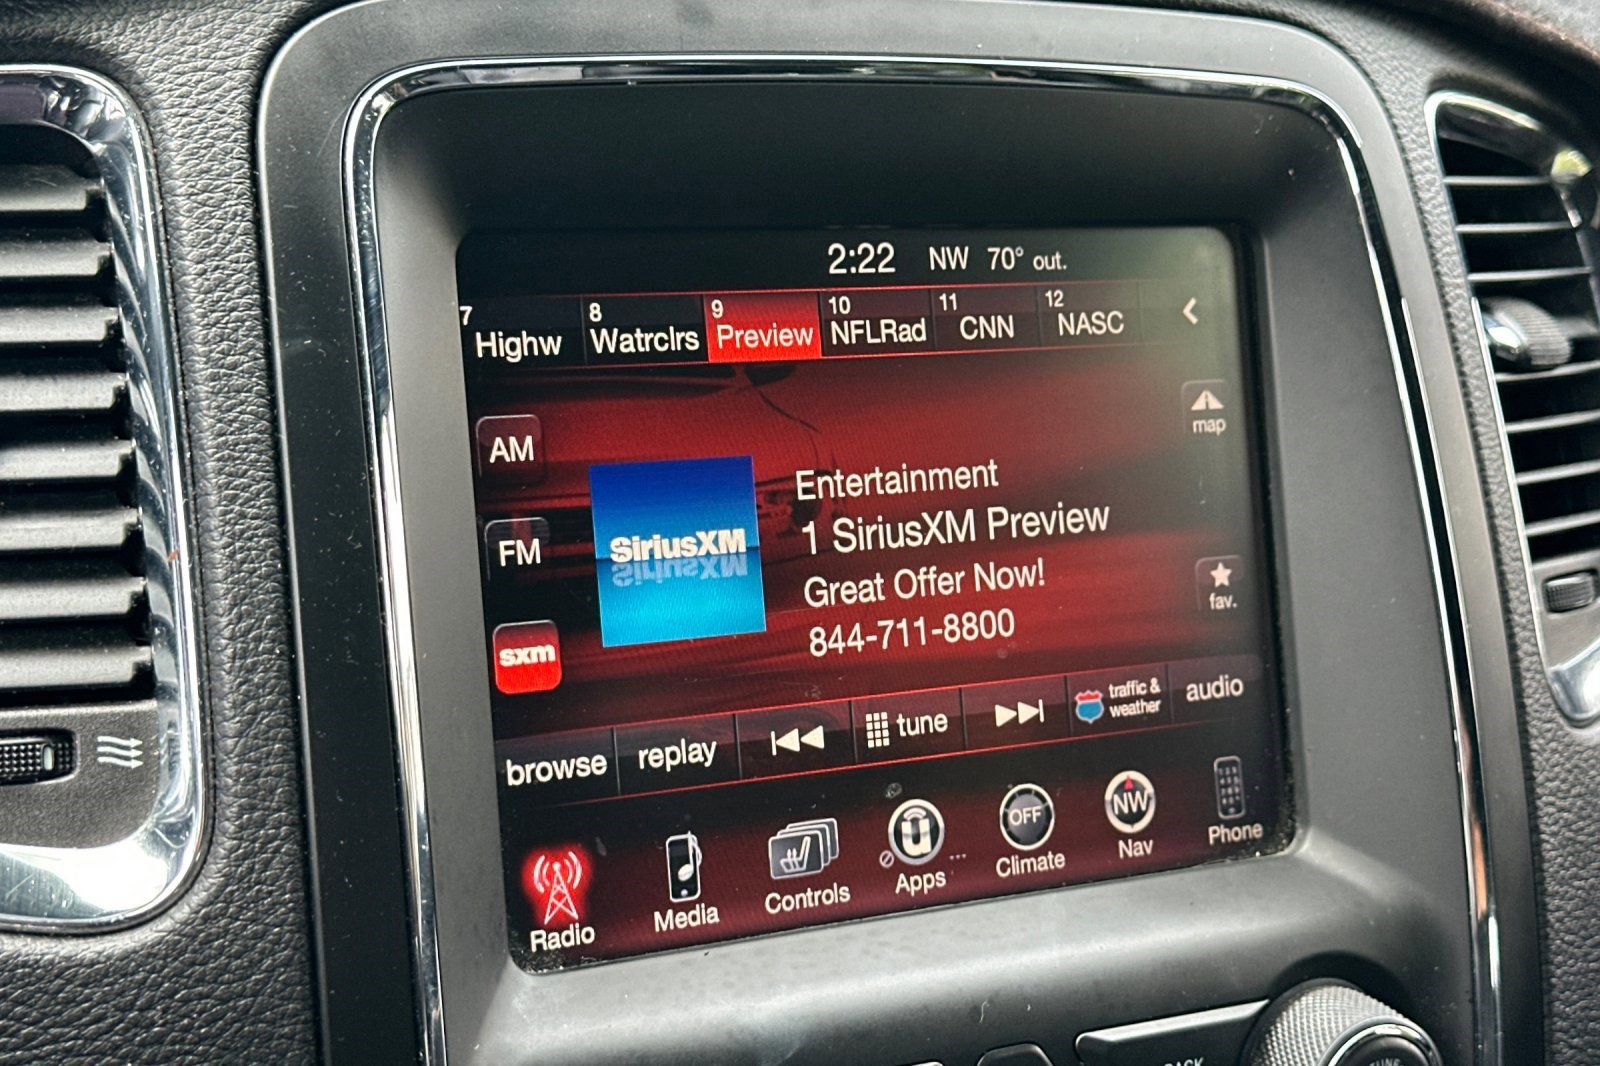 2:22 NW 70° out.
7 Highw 8 Watrclrs 9 Preview 10 NFLRad 11 CNN 12 NASC
map
AM
Entertainment
SiriusXM
1 SiriusXM Preview
FM
Great Offer Now!
fav.
844-711-8800
sxm
browse replay tune traffic & weather audio
OFF NW
Radio Media Controls Apps Climate Nav Phone